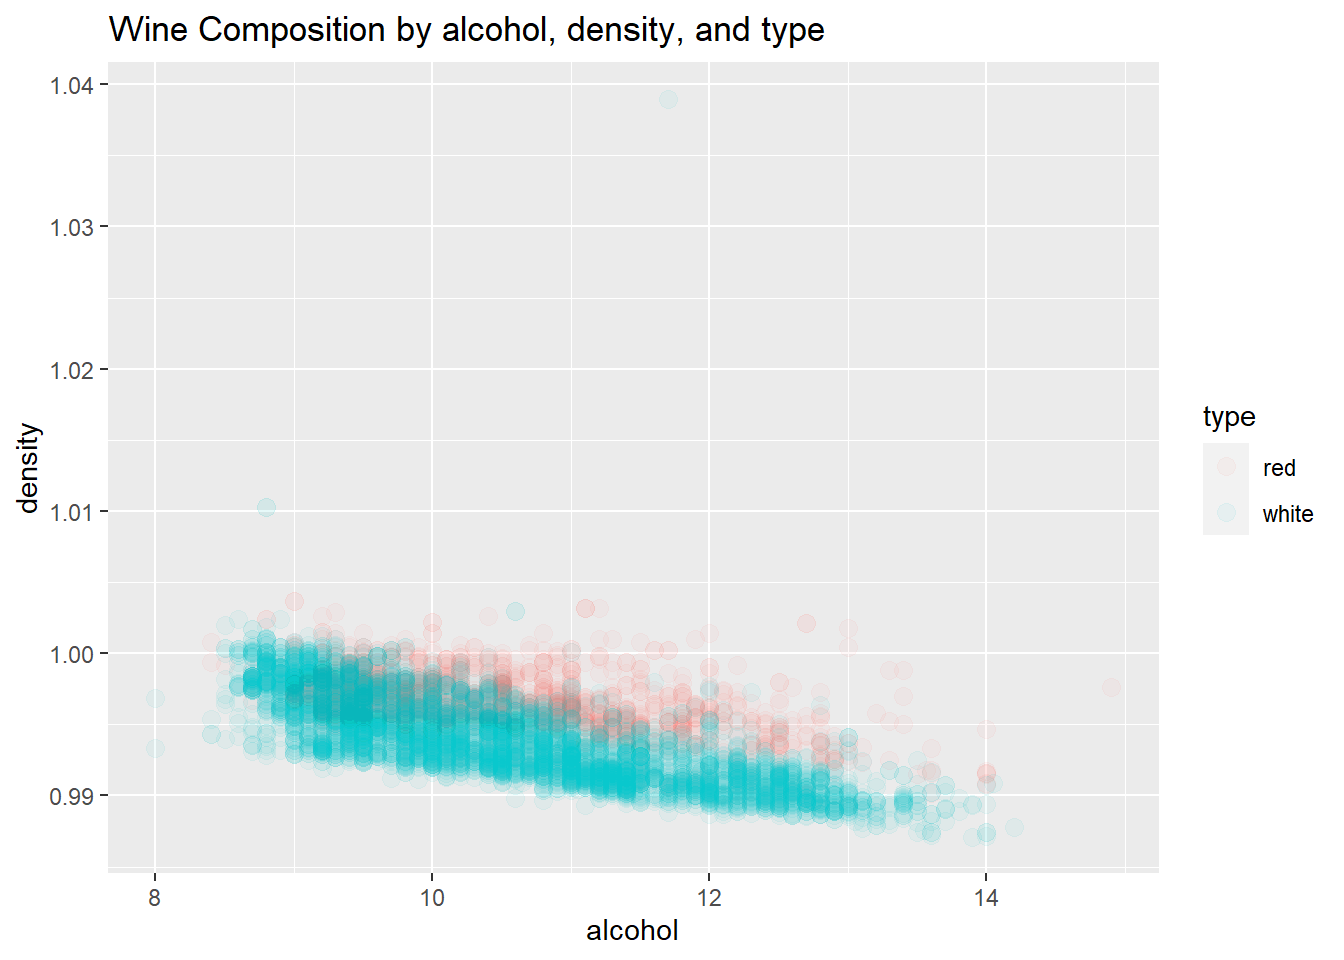 Wine Composition by alcohol, density, and type
1.04
1.03
1.02
1.01
1.00
0.99
density
8 10 12 14
alcohol
type
red
white